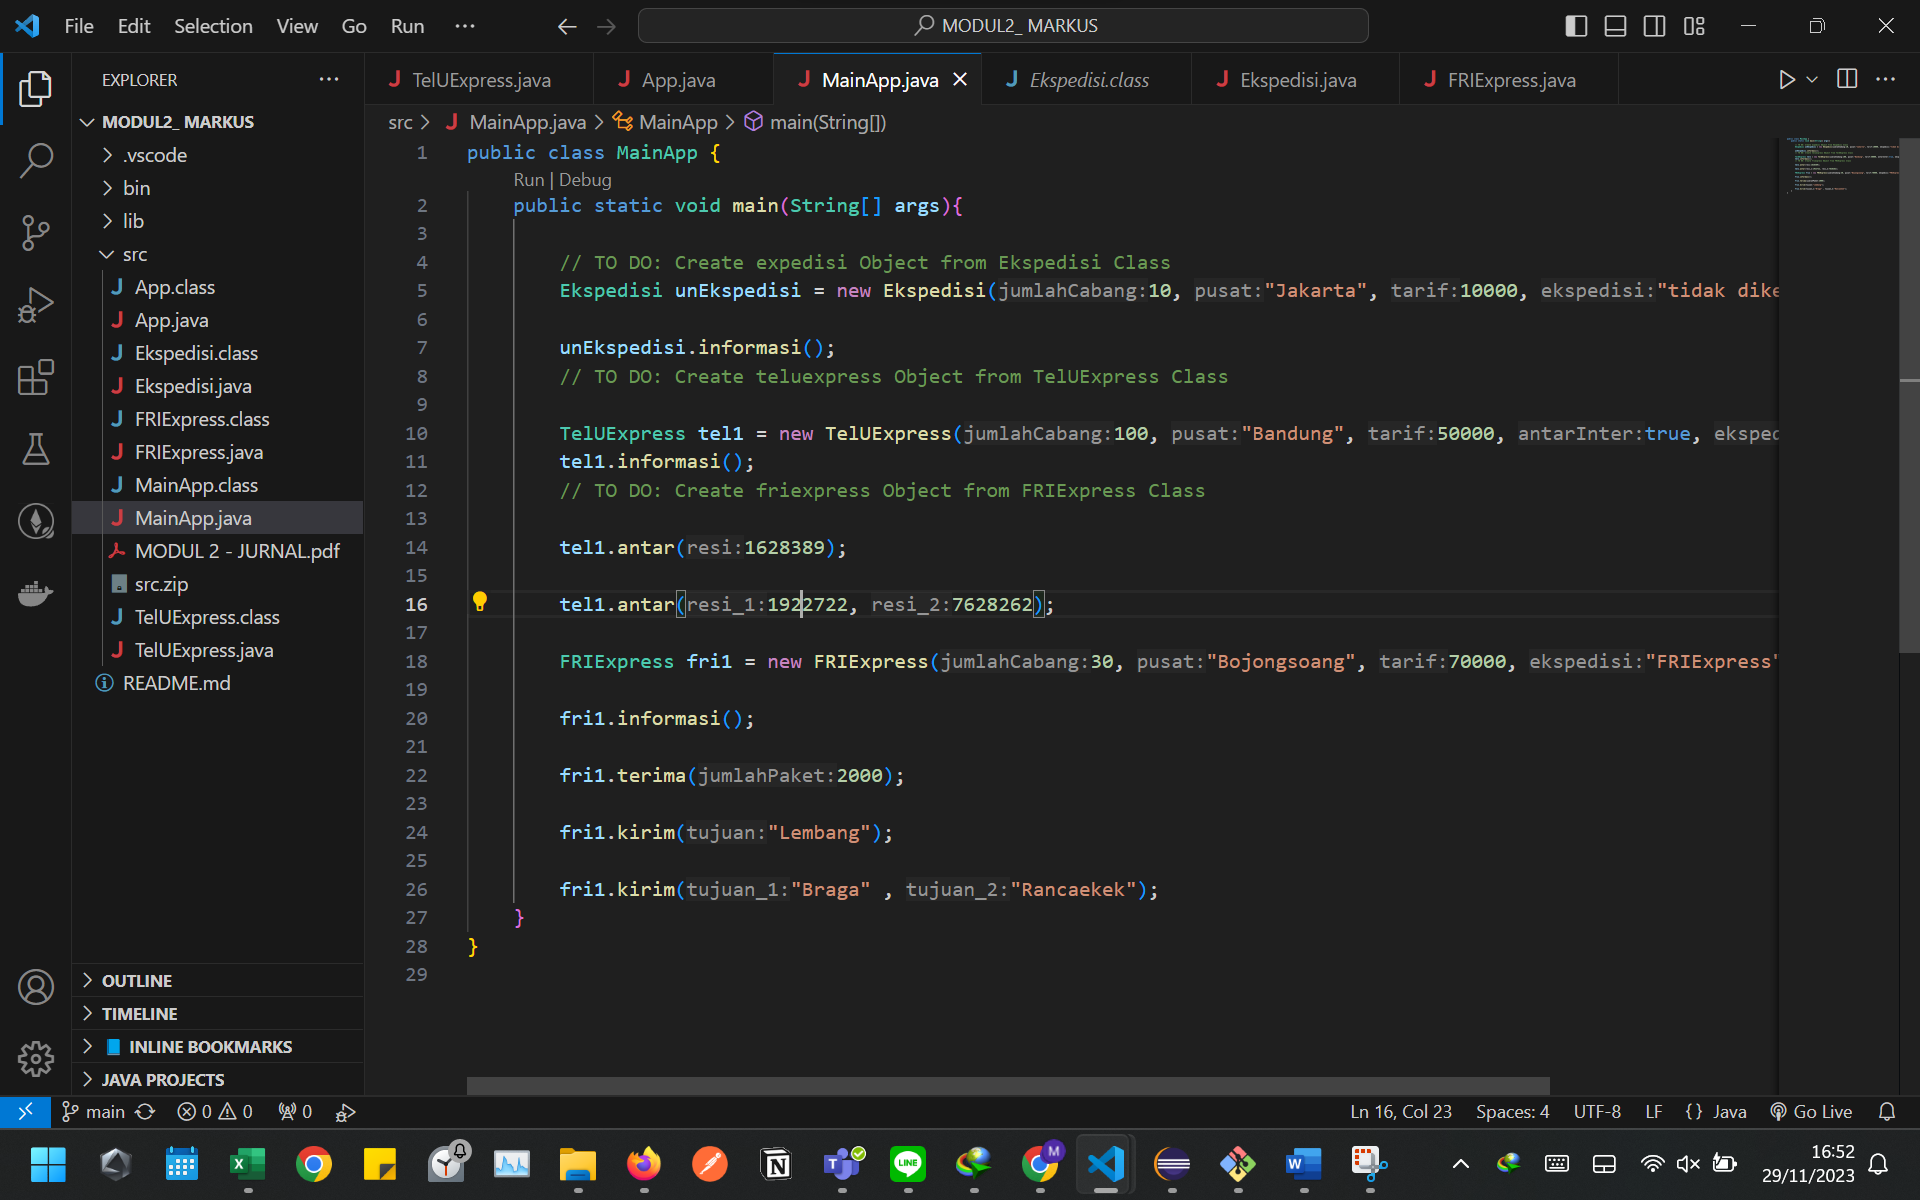 File Edit Selection View Go Run ···
MODUL2_ MARKUS
EXPLORER
MODUL2_ MARKUS
.vscode
bin
lib
src
App.class
App.java
Ekspedisi.class
Ekspedisi.java
FRIExpress.class
FRIExpress.java
MainApp.class
MainApp.java
MODUL 2 - JURNAL.pdf
src.zip
TelUExpress.class
TelUExpress.java
README.md
OUTLINE
TIMELINE
INLINE BOOKMARKS
JAVA PROJECTS
TelUExpress.java App.java MainApp.java Ekspedisi.class Ekspedisi.java FRIExpress.java
src > MainApp.java > MainApp > main(String[])
1 public class MainApp {
Run | Debug
2 public static void main(String[] args){
3
4 // TO DO: Create expedisi Object from Ekspedisi Class
5 Ekspedisi unEkspedisi = new Ekspedisi(jumlahCabang:10, pusat:"Jakarta", tarif:10000, ekspedisi:"tidak dike
6
7 unEkspedisi.informasi();
8 // TO DO: Create teluexpress Object from TelUExpress Class
9
10 TelUExpress tel1 = new TelUExpress(jumlahCabang:100, pusat:"Bandung", tarif:50000, antarInter:true, eksped
11 tel1.informasi();
12 // TO DO: Create friexpress Object from FRIExpress Class
13
14 tel1.antar(resi:1628389);
15
16 tel1.antar(resi_1:1922722, resi_2:7628262);
17
18 FRIExpress fri1 = new FRIExpress(jumlahCabang:30, pusat:"Bojongsoang", tarif:70000, ekspedisi:"FRIExpress"
19
20 fri1.informasi();
21
22 fri1.terima(jumlahPaket:2000);
23
24 fri1.kirim(tujuan:"Lembang");
25
26 fri1.kirim(tujuan_1:"Braga" , tujuan_2:"Rancaekek");
27 }
28 }
29
main 0 0 0 Ln 16, Col 23 Spaces: 4 UTF-8 LF {} Java Go Live
LINE
M
16:52
29/11/2023